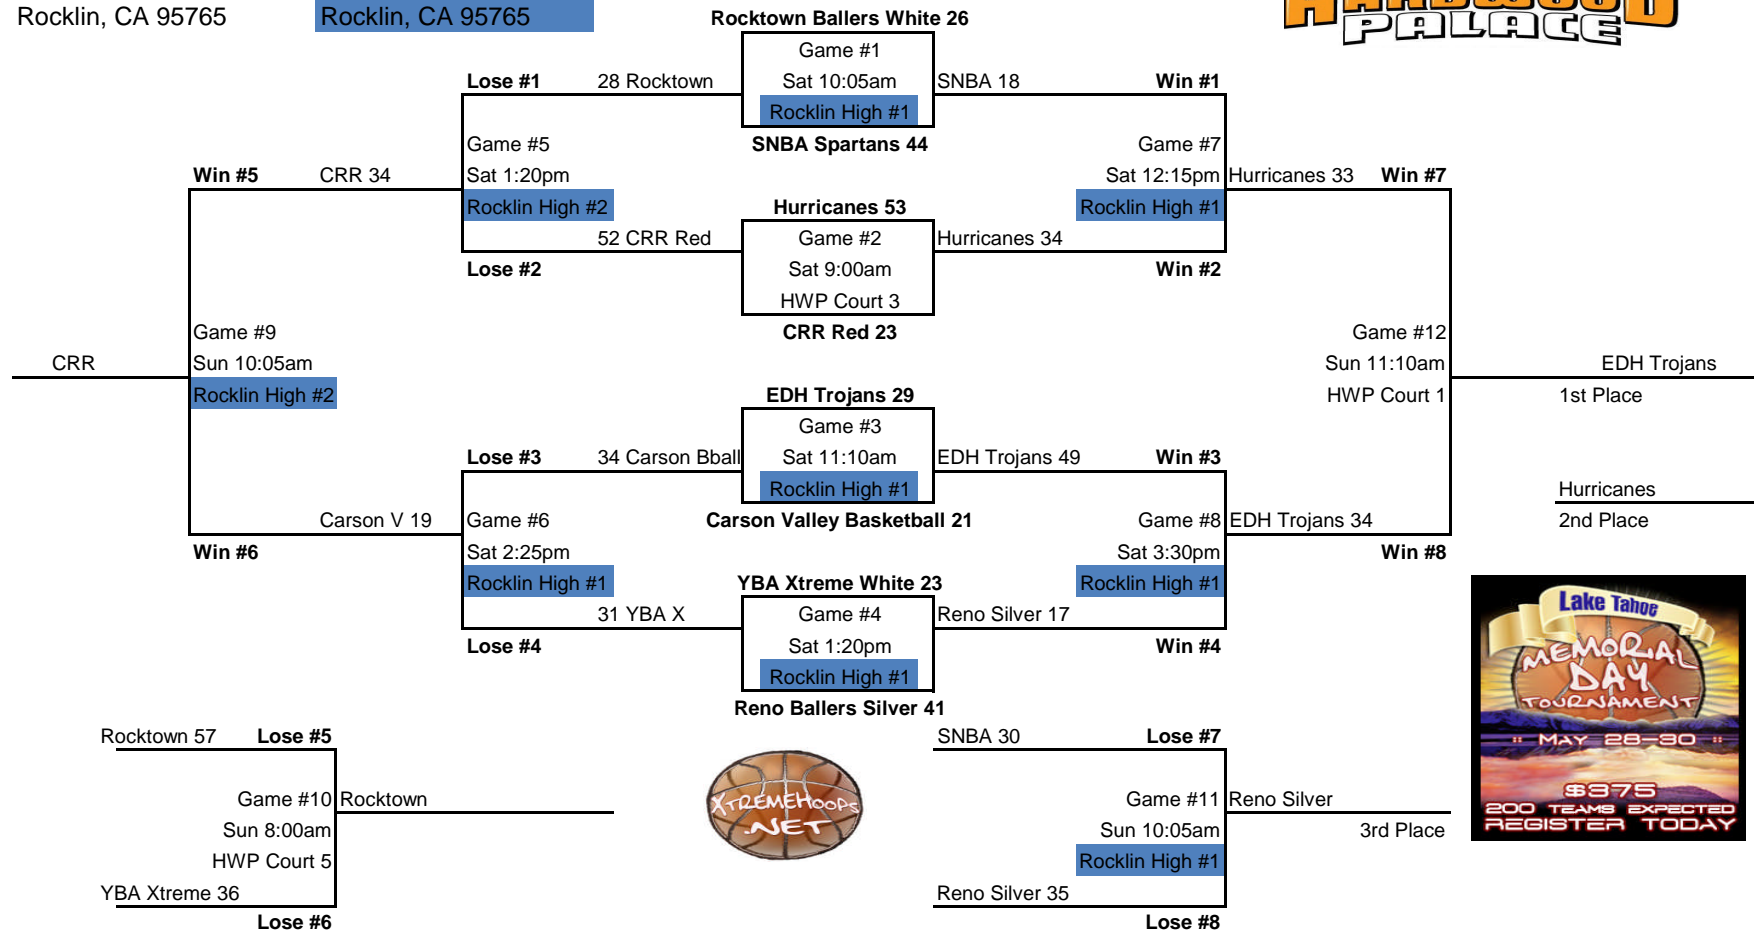 Rocklin, CA 95765
Rocklin, CA 95765
HARDWOOD
PALACE
Rocktown Ballers White 26
Game #1
Lose #1
28 Rocktown
Sat 10:05am
SNBA 18
Win #1
Rocklin High #1
Game #5
SNBA Spartans 44
Game #7
Win #5
CRR 34
Sat 1:20pm
Sat 12:15pm
Hurricanes 33
Win #7
Rocklin High #2
Hurricanes 53
Rocklin High #1
52 CRR Red
Game #2
Hurricanes 34
Lose #2
Sat 9:00am
Win #2
HWP Court 3
Game #9
CRR Red 23
Game #12
CRR
Sun 10:05am
Sun 11:10am
EDH Trojans
Rocklin High #2
EDH Trojans 29
HWP Court 1
1st Place
Game #3
Lose #3
34 Carson Bball
Sat 11:10am
EDH Trojans 49
Win #3
Rocklin High #1
Hurricanes
Carson V 19
Game #6
Carson Valley Basketball 21
Game #8
EDH Trojans 34
2nd Place
Win #6
Sat 2:25pm
Sat 3:30pm
Win #8
Rocklin High #1
YBA Xtreme White 23
Rocklin High #1
31 YBA X
Game #4
Reno Silver 17
Lose #4
Sat 1:20pm
Win #4
Rocklin High #1
Reno Ballers Silver 41
Rocktown 57
Lose #5
SNBA 30
Lose #7
Game #10
Rocktown
Game #11
Reno Silver
Sun 8:00am
Sun 10:05am
3rd Place
HWP Court 5
Rocklin High #1
YBA Xtreme 36
Reno Silver 35
Lose #6
Lose #8
XTREMEHOOPS
.NET
Lake Tahoe
MEMORIAL
DAY
TOURNAMENT
:: MAY 28-30 ::
$375
200 TEAMS EXPECTED
REGISTER TODAY